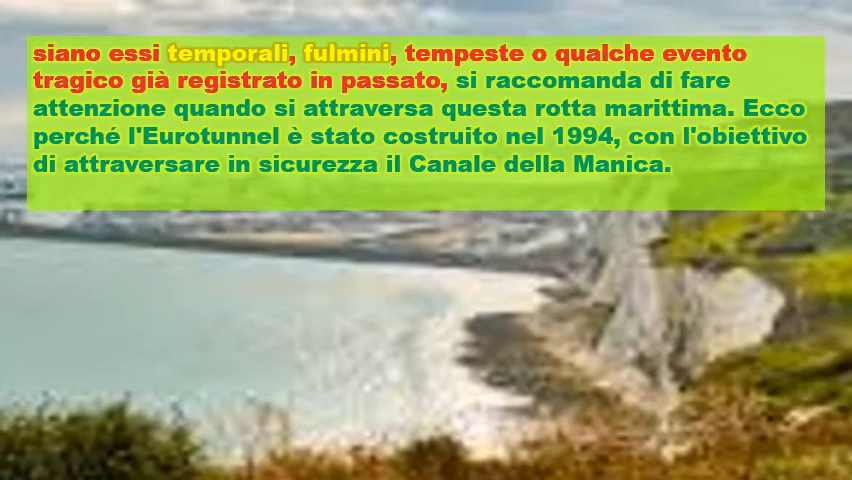 siano essi temporali, fulmini, tempeste o qualche evento
tragico già registrato in passato, si raccomanda di fare
attenzione quando si attraversa questa rotta marittima. Ecco
perché l'Eurotunnel è stato costruito nel 1994, con l'obiettivo
di attraversare in sicurezza il Canale della Manica.